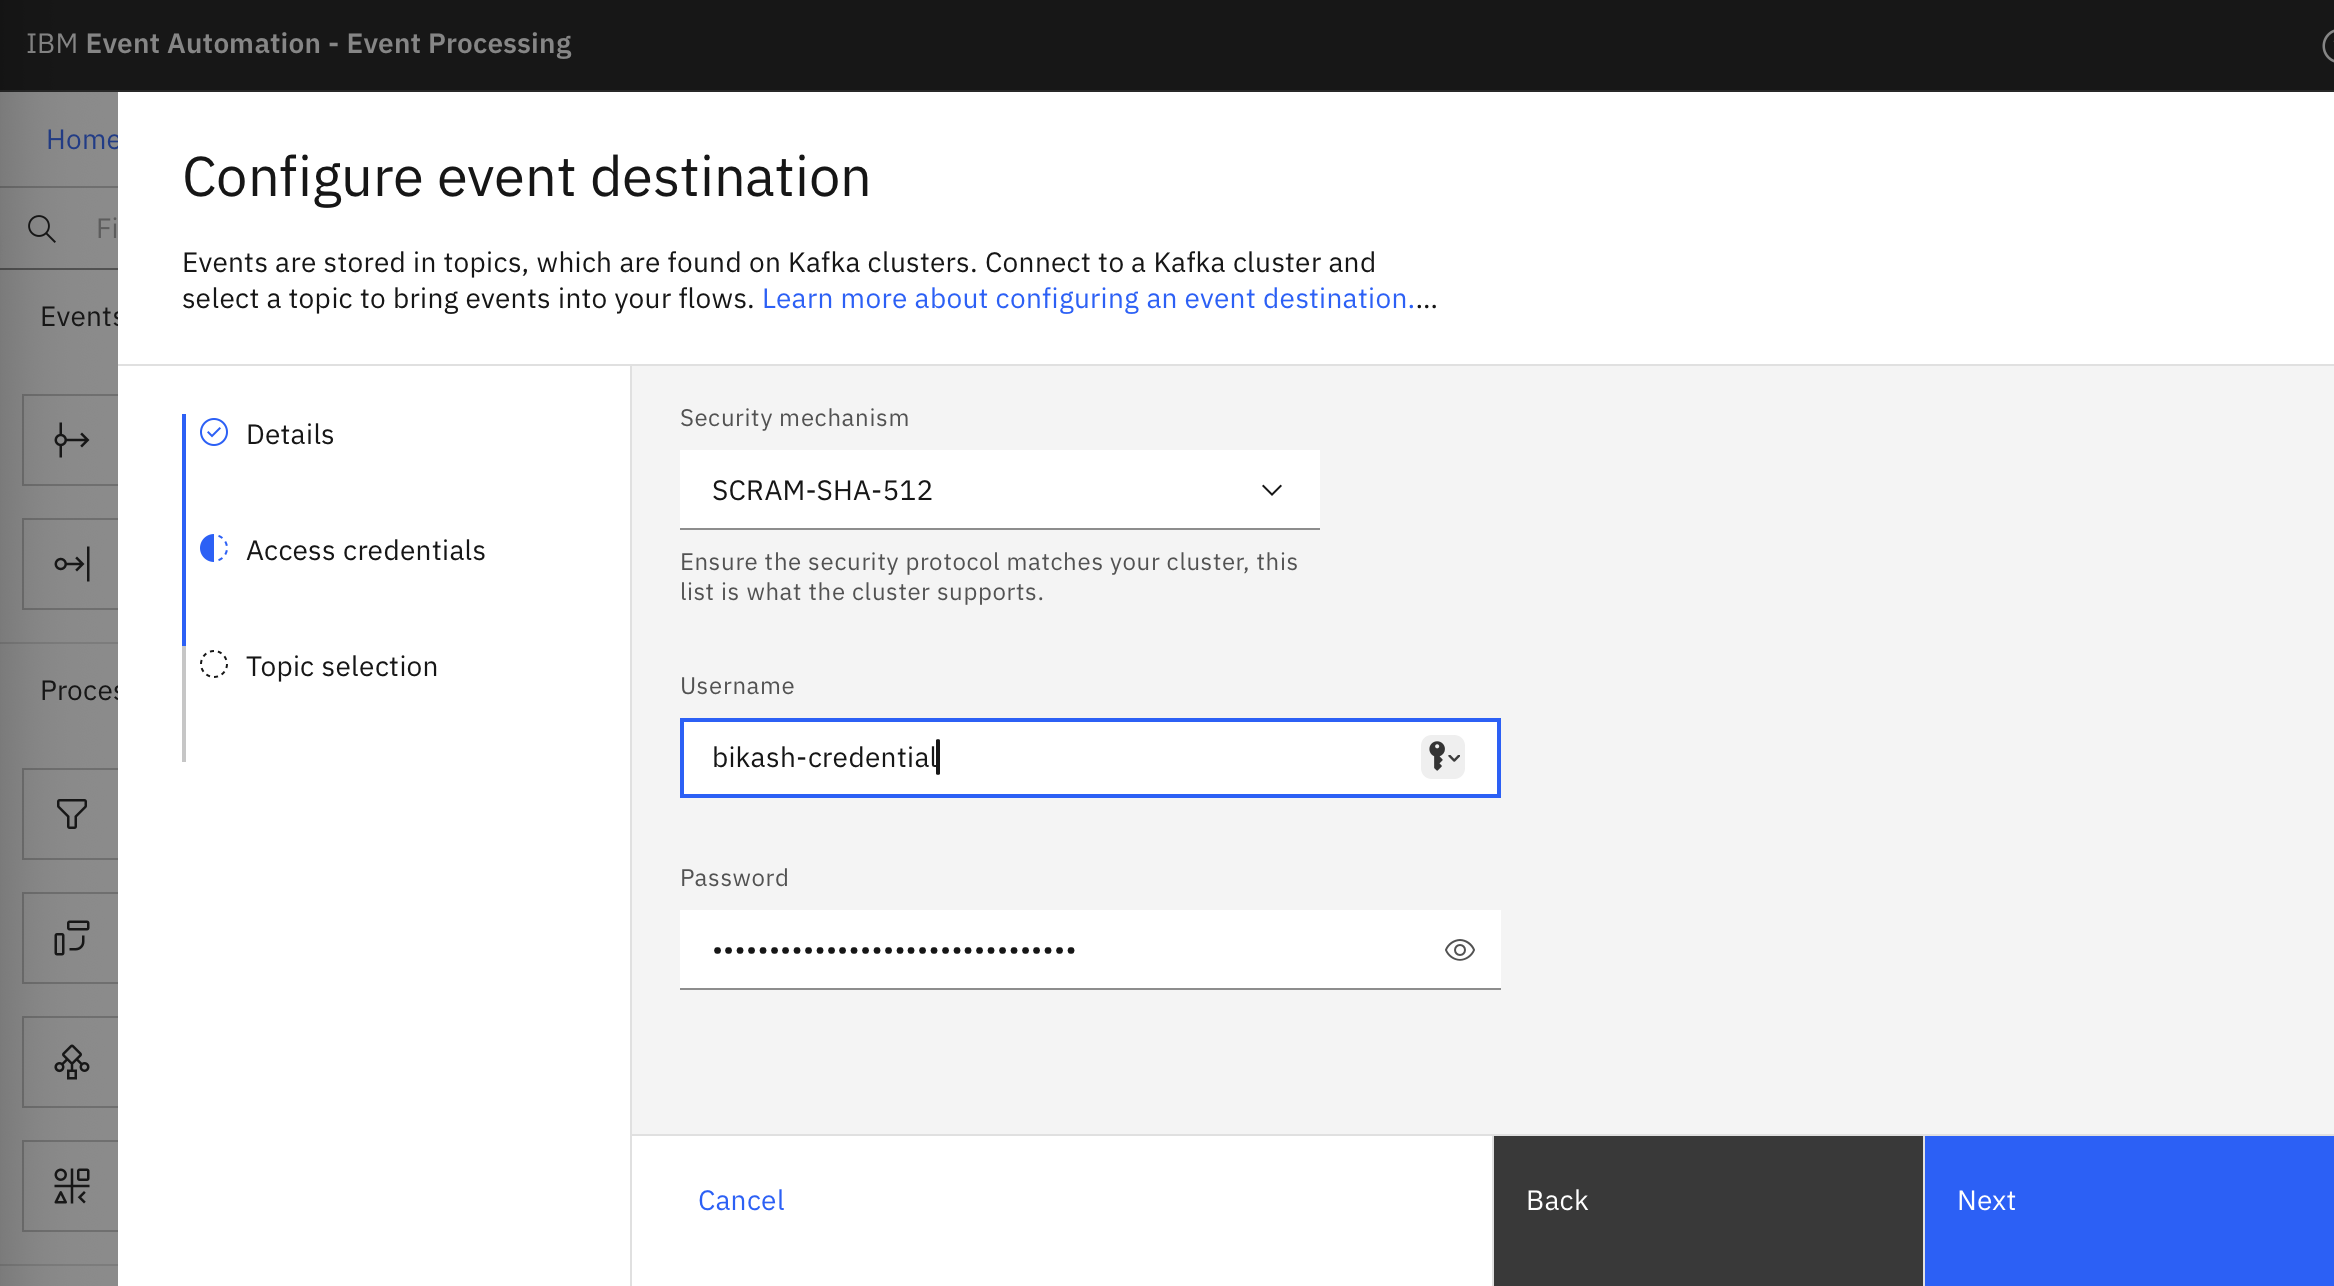 IBM Event Automation - Event Processing
Home
Configure event destination
Events are stored in topics, which are found on Kafka clusters. Connect to a Kafka cluster and
select a topic to bring events into your flows. Learn more about configuring an event destination....
Fi
Events
Proces
Details
Access credentials
Topic selection
Security mechanism
SCRAM-SHA-512
Ensure the security protocol matches your cluster, this
list is what the cluster supports.
Username
bikash-credential
Password
••••••••••••••••••••••••••••••••
Cancel
Back
Next